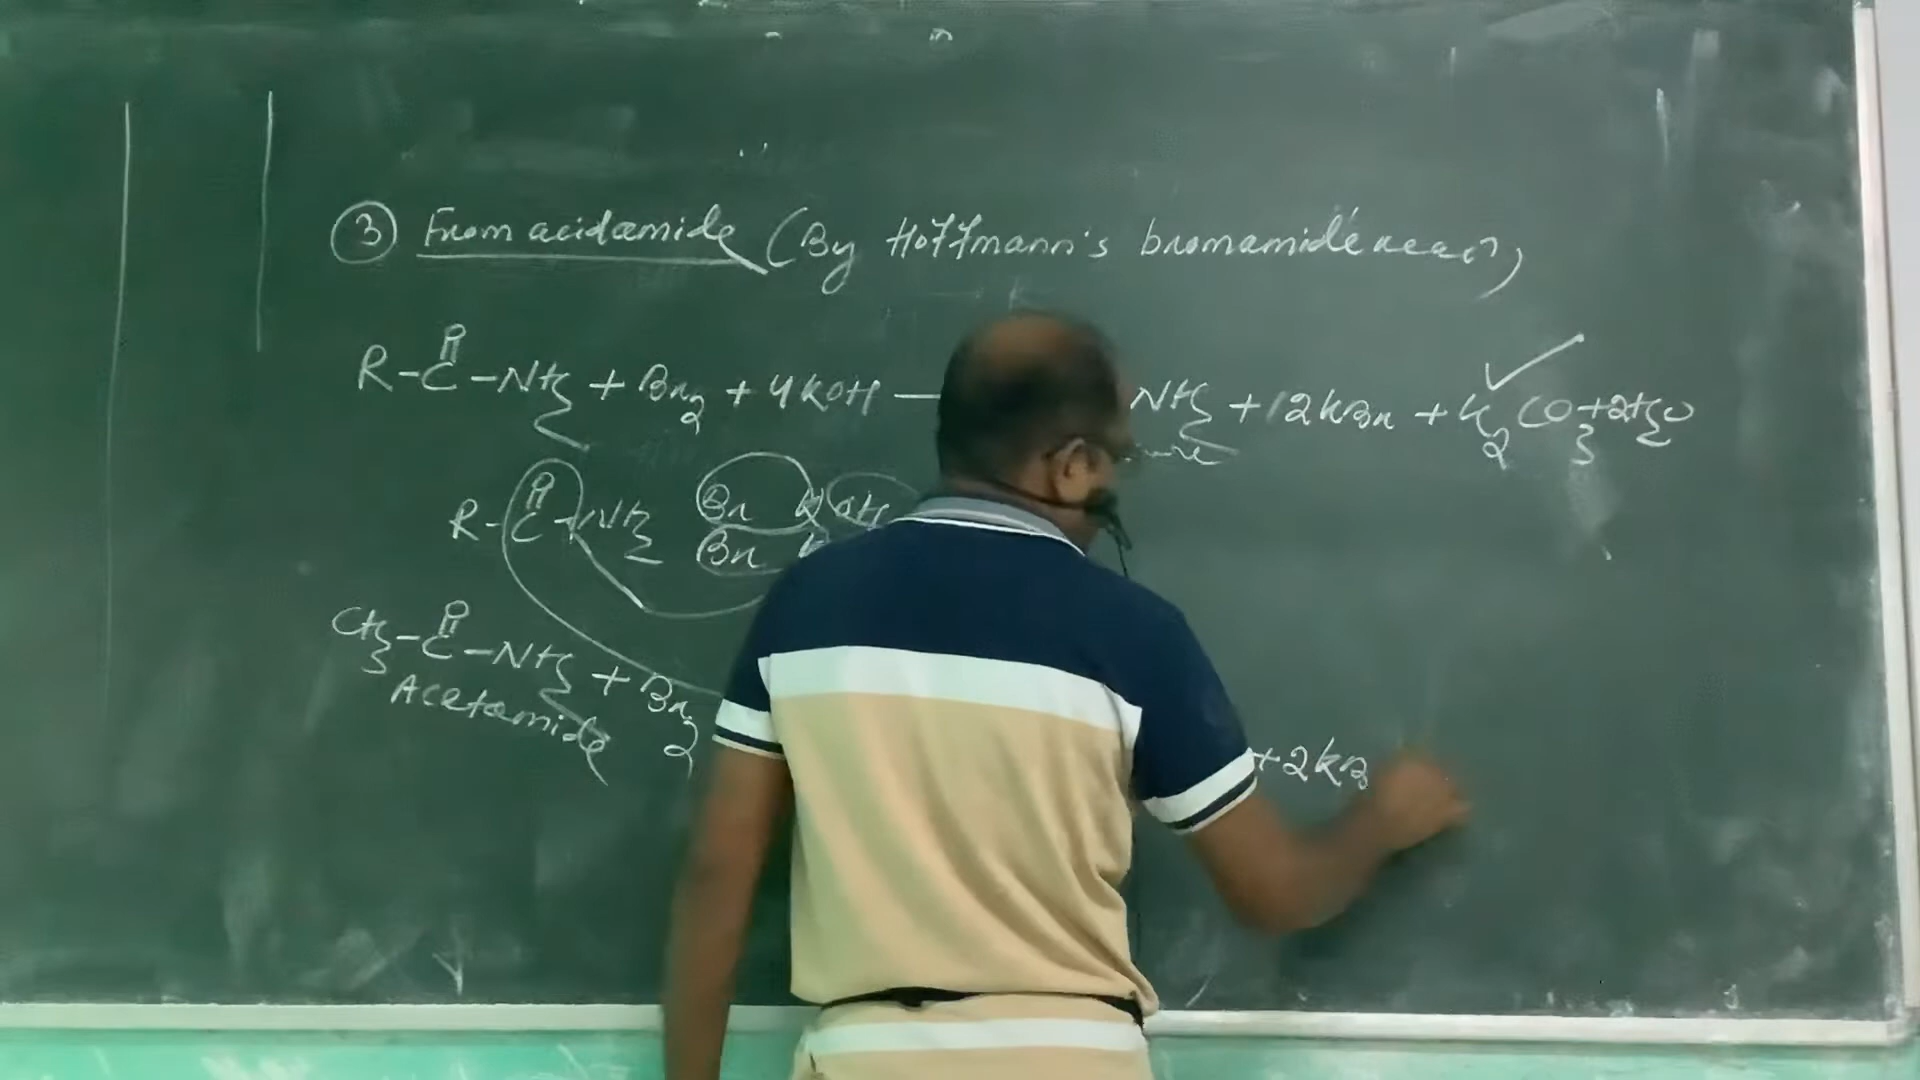 ③ From acidamide (By Hoffmann's bromamide reacn)
O
R-C-NH2 + Br2 + 4KOH — NH2 + 2KBr + K2CO3 + 2H2O
O
R-C-NH2 Br K OH
Br K
O
CH3-C-NH2 + Br2 + 2KB
Acetamide